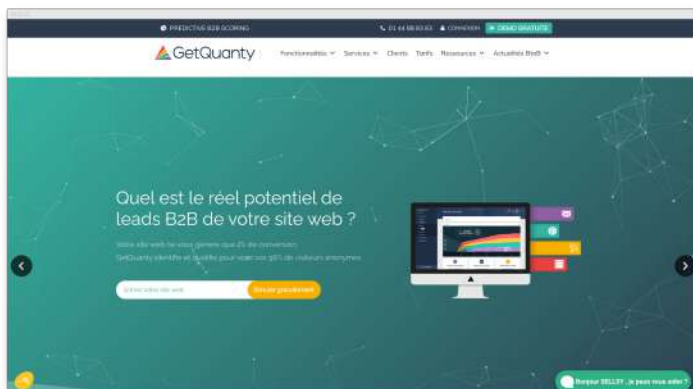 PREDICTIVE B2B SCORING
01 44 88 83 83 CONNEXION DEMO GRATUITE
GetQuanty
Fonctionnalités Services Clients Tarifs Ressources Actualités BtoB
Quel est le réel potentiel de
leads B2B de votre site web ?
Votre site web ne vous génère que 2% de conversion.
GetQuanty identifie et qualifie pour vous vos 98% de visiteurs anonymes.
Entrez votre site web
Simuler gratuitement
Bonjour SELLSY, je peux vous aider ?